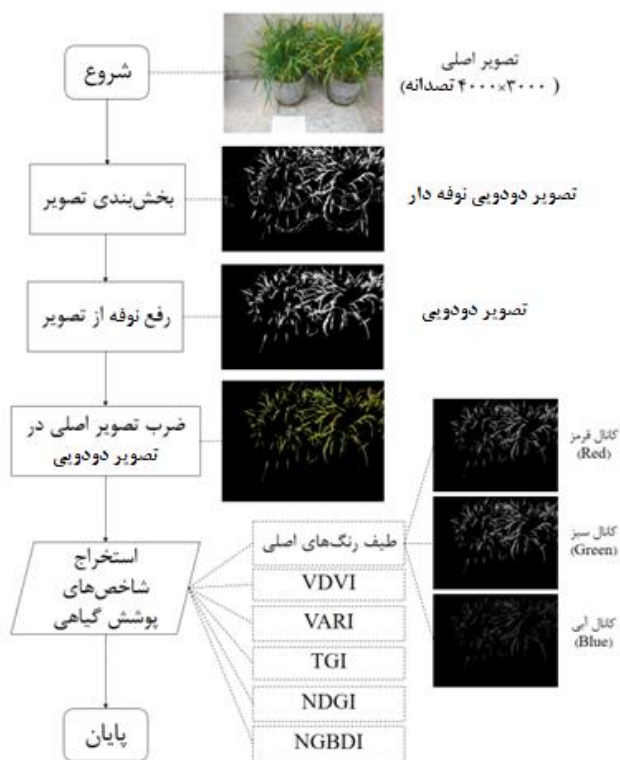 شروع
تصویر اصلی
( ۳۰۰۰×۴۰۰۰ تصدانه)
بخش‌بندی تصویر
تصویر دودویی نوفه دار
رفع نوفه از تصویر
تصویر دودویی
ضرب تصویر اصلی در
تصویر دودویی
کانال قرمز
(Red)
کانال سبز
(Green)
کانال آبی
(Blue)
استخراج
شاخص‌های
پوشش گیاهی
طیف رنگ‌های اصلی
VDVI
VARI
TGI
NDGI
NGBDI
پایان